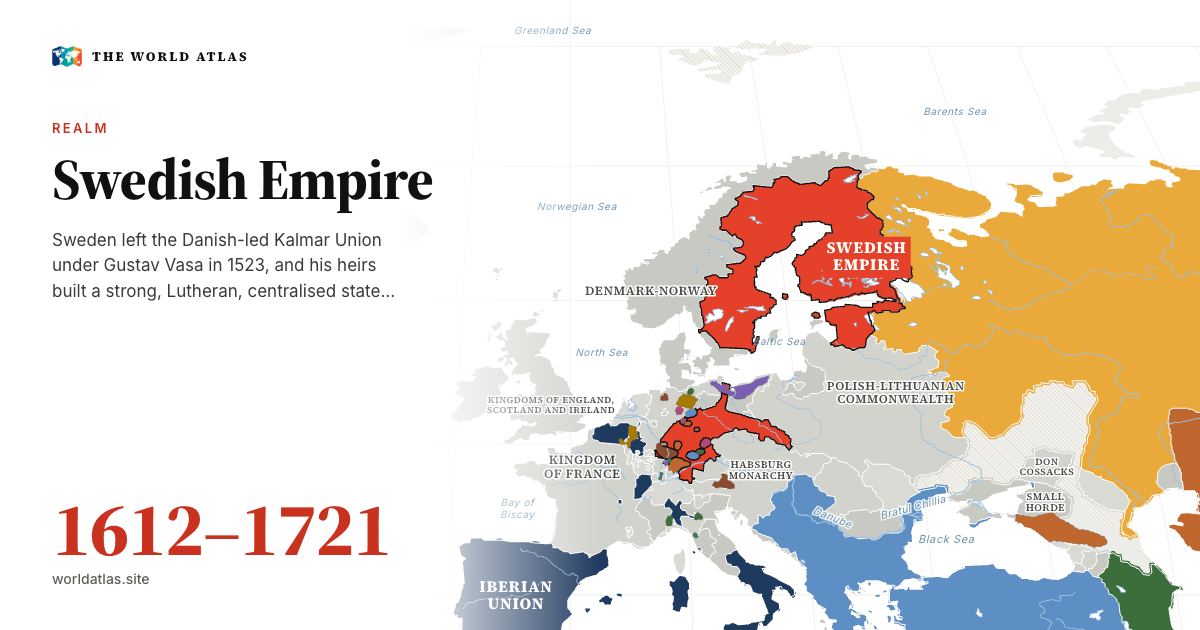 THE WORLD ATLAS
REALM
Swedish Empire
Sweden left the Danish-led Kalmar Union
under Gustav Vasa in 1523, and his heirs
built a strong, Lutheran, centralised state...
1612–1721
worldatlas.site
Greenland Sea
Barents Sea
Norwegian Sea
SWEDISH
EMPIRE
DENMARK-NORWAY
North Sea
Baltic Sea
POLISH-LITHUANIAN
COMMONWEALTH
KINGDOMS OF ENGLAND,
SCOTLAND AND IRELAND
KINGDOM
OF FRANCE
HABSBURG
MONARCHY
DON
COSSACKS
SMALL
HORDE
Bay of
Biscay
Danube
Bratul Chillia
Black Sea
IBERIAN
UNION